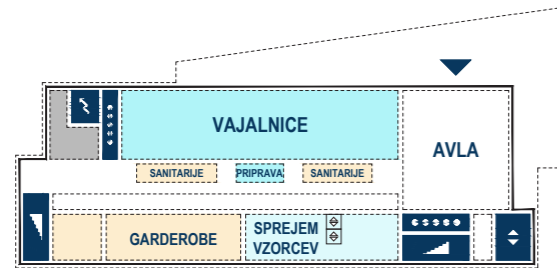 VAJALNICE
AVLA
SANITARIJE
PRIPRAVA
SANITARIJE
GARDEROBE
SPREJEM
VZORCEV